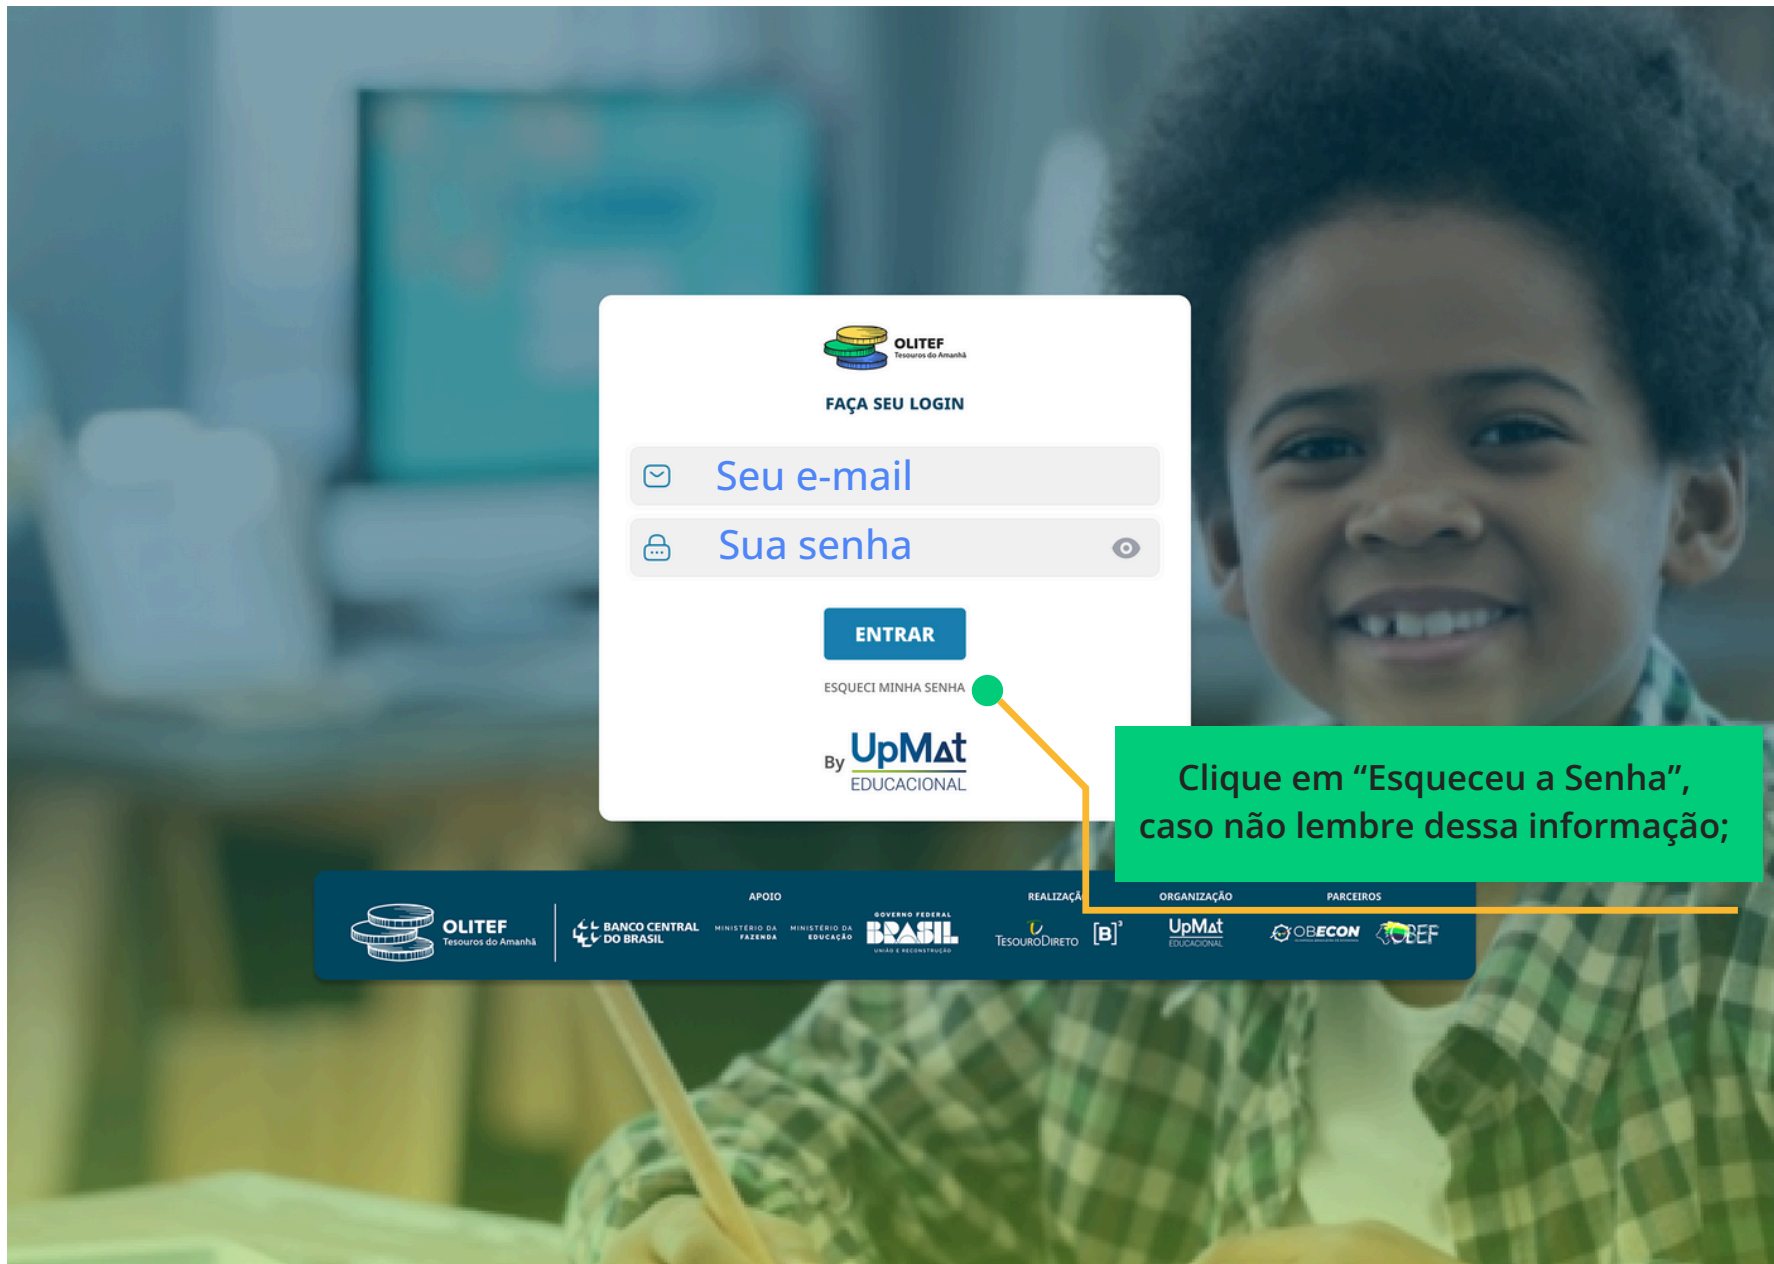 OLITEF
Tesouros do Amanhã
FAÇA SEU LOGIN
Seu e-mail
Sua senha
ENTRAR
ESQUECI MINHA SENHA
By UpMat
EDUCACIONAL
Clique em “Esqueceu a Senha”,
caso não lembre dessa informação;
OLITEF
Tesouros do Amanhã
APOIO
BANCO CENTRAL
DO BRASIL
MINISTÉRIO DA
FAZENDA
MINISTÉRIO DA
EDUCAÇÃO
GOVERNO FEDERAL
BRASIL
UNIÃO E RECONSTRUÇÃO
REALIZAÇÃ
TESOURODIRETO
[B]³
ORGANIZAÇÃO
UpMat
EDUCACIONAL
PARCEIROS
OBECON
OBEF